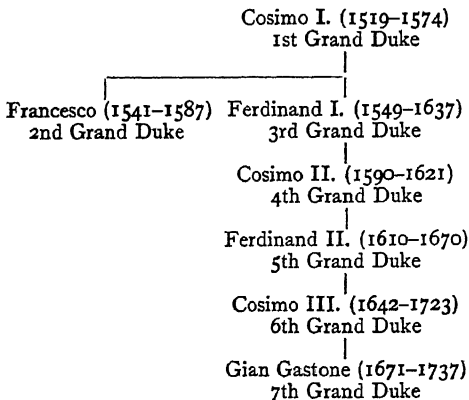 Cosimo I. (1519–1574)
1st Grand Duke
Francesco (1541–1587) Ferdinand I. (1549–1637)
2nd Grand Duke 3rd Grand Duke
Cosimo II. (1590–1621)
4th Grand Duke
Ferdinand II. (1610–1670)
5th Grand Duke
Cosimo III. (1642–1723)
6th Grand Duke
Gian Gastone (1671–1737)
7th Grand Duke